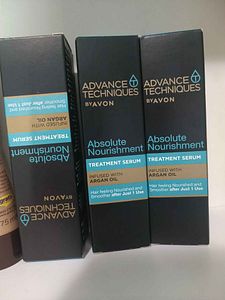 Hair feeling Nourished and
Smoother after Just 1 Use
INFUSED WITH
ARGAN OIL
TREATMENT SERUM
Absolute
Nourishment
ADVANCE
TECHNIQUES
BY AVON
ADVANCE
TECHNIQUES
BY AVON
Absolute
Nourishment
TREATMENT SERUM
INFUSED WITH
ARGAN OIL
Hair feeling Nourished and
Smoother after Just 1 Use
ADVANCE
TECHNIQUES
BY AVON
Absolute
Nourishment
TREATMENT SERUM
INFUSED WITH
ARGAN OIL
Hair feeling Nourished and
Smoother after Just 1 Use